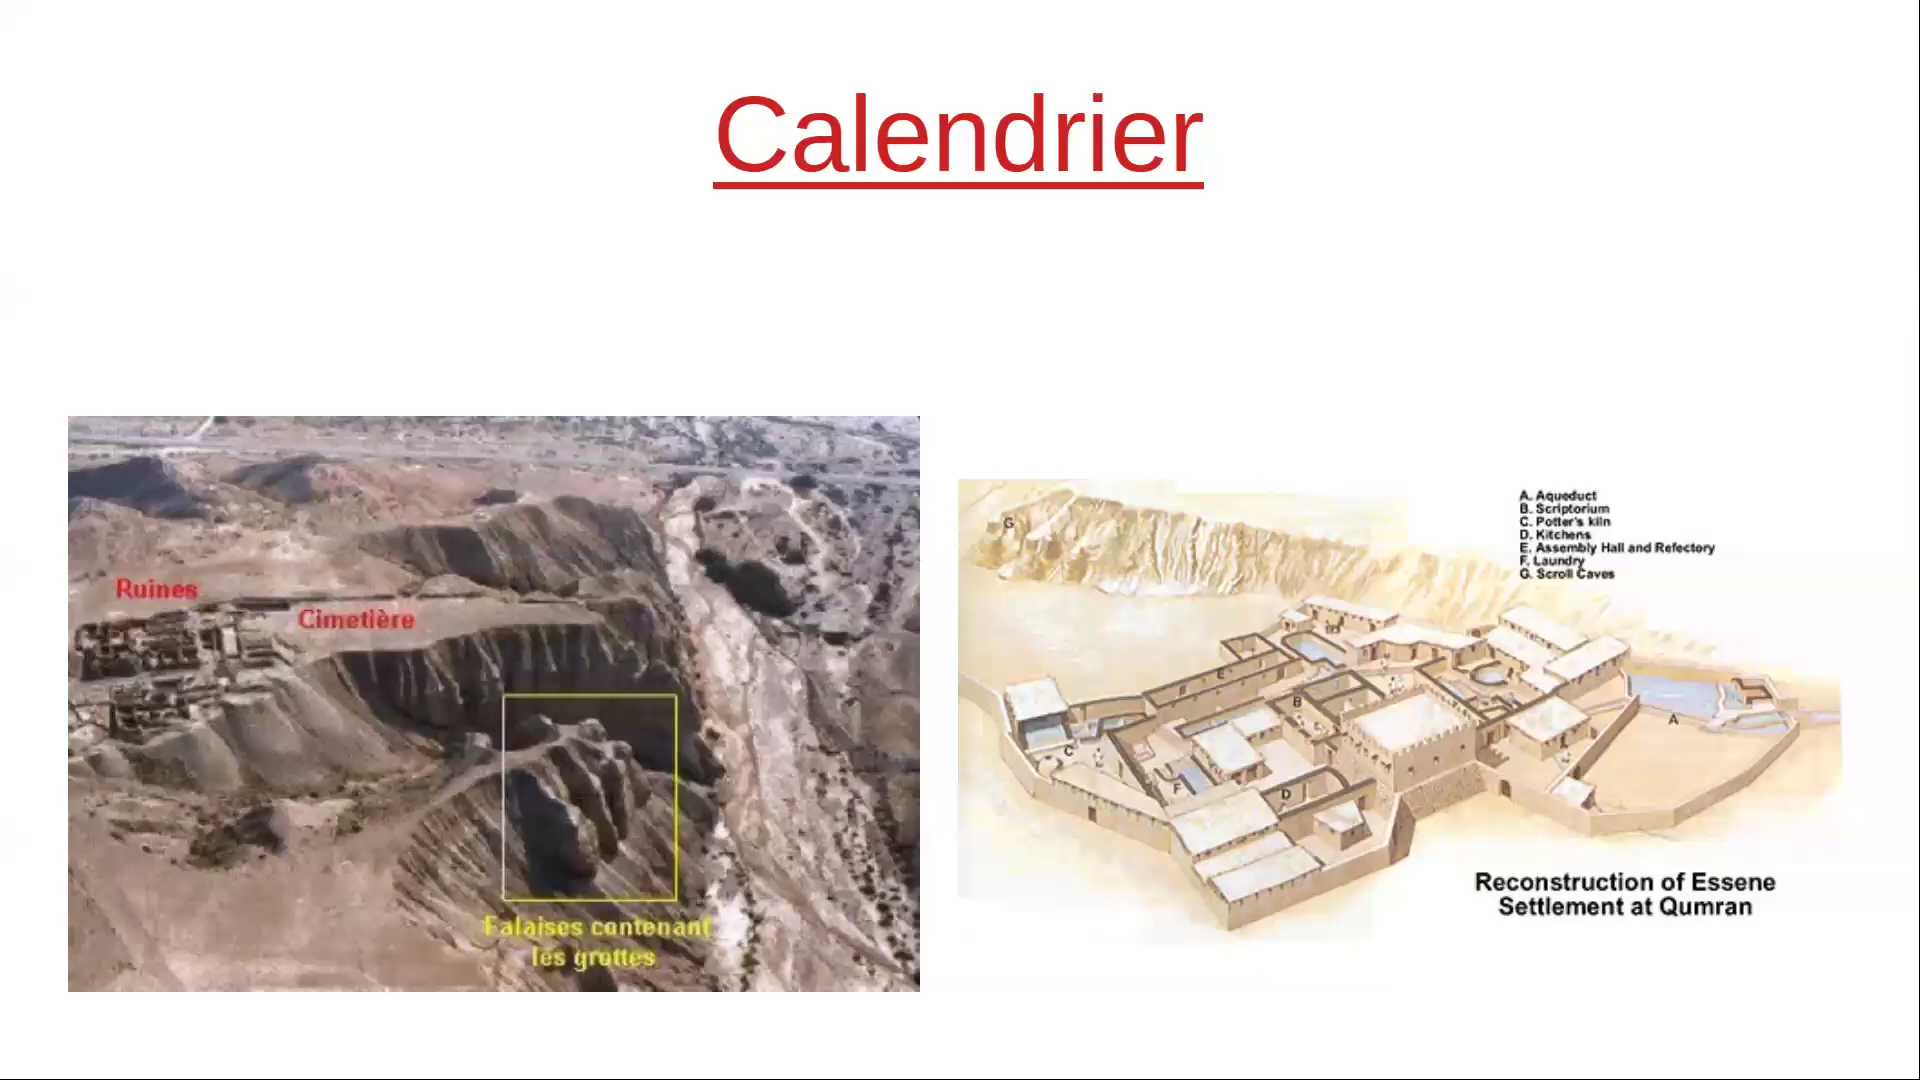 Calendrier
Ruines
Cimetière
Falaises contenant
les grottes
G
A. Aqueduct
B. Scriptorium
C. Potter's kiln
D. Kitchens
E. Assembly Hall and Refectory
F. Laundry
G. Scroll Caves
E
B
A
C
F
D
Reconstruction of Essene
Settlement at Qumran